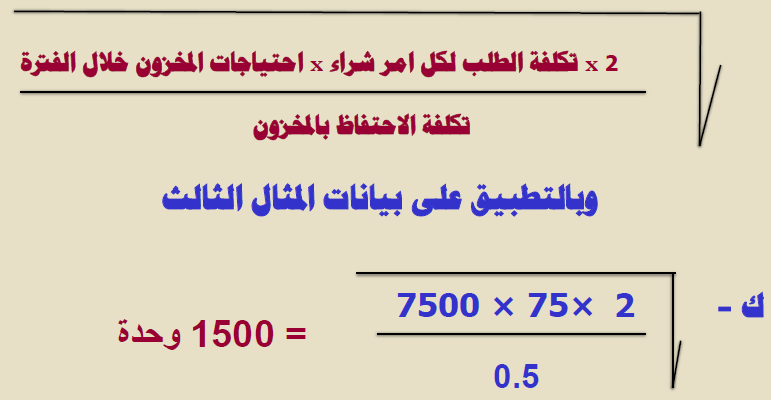 2 x تكلفة الطلب لكل امر شراء x احتياجات المخزون خلال الفترة
تكلفة الاحتفاظ بالمخزون
وبالتطبيق على بيانات المثال الثالث
ك - 2 ×75 × 7500
0.5
= 1500 وحدة